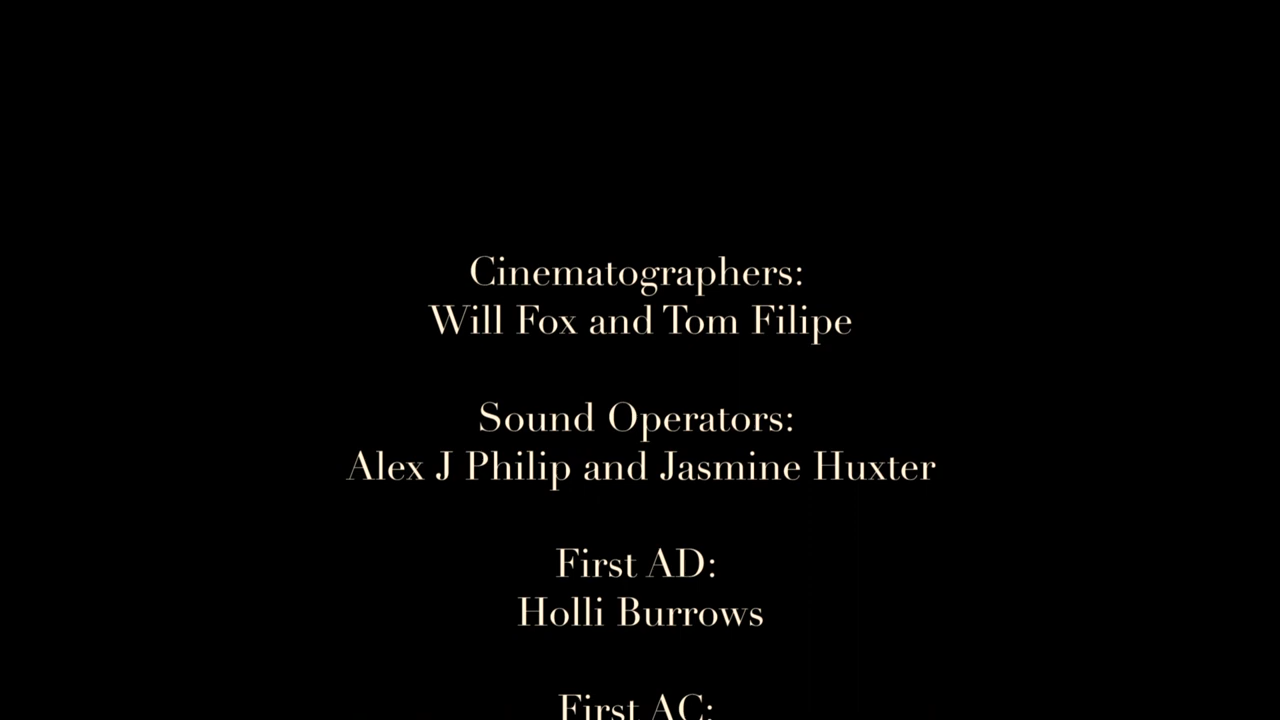 Cinematographers:
Will Fox and Tom Filipe
Sound Operators:
Alex J Philip and Jasmine Huxter
First AD:
Holli Burrows
First AC: